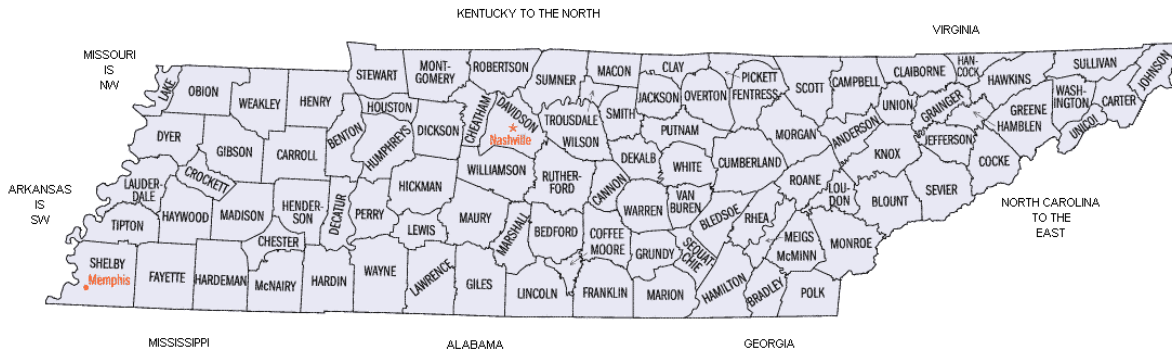 KENTUCKY TO THE NORTH
VIRGINIA
MISSOURI
IS
NW
ARKANSAS
IS
SW
NORTH CAROLINA
TO THE
EAST
MISSISSIPPI
ALABAMA
GEORGIA
LAKE
OBION
WEAKLEY
HENRY
STEWART
MONT-
GOMERY
ROBERTSON
SUMNER
MACON
CLAY
PICKETT
FENTRESS
SCOTT
CAMPBELL
CLAIBORNE
HAN-
COCK
HAWKINS
SULLIVAN
JOHNSON
HOUSTON
CHEATHAM
DAVIDSON
Nashville
TROUSDALE
SMITH
JACKSON
OVERTON
UNION
GRAINGER
GREENE
HAMBLEN
WASH-
INGTON
CARTER
UNICOI
DYER
GIBSON
CARROLL
BENTON
HUMPHREYS
DICKSON
WILSON
PUTNAM
MORGAN
ANDERSON
KNOX
JEFFERSON
COCKE
LAUDER-
DALE
CROCKETT
HICKMAN
WILLIAMSON
RUTHER-
FORD
CANNON
DEKALB
WHITE
CUMBERLAND
ROANE
LOU-
DON
BLOUNT
SEVIER
TIPTON
HAYWOOD
MADISON
HENDER-
SON
DECATUR
PERRY
LEWIS
MAURY
MARSHALL
BEDFORD
COFFEE
MOORE
WARREN
VAN
BUREN
BLEDSOE
RHEA
MEIGS
McMINN
MONROE
CHESTER
GRUNDY
SEQUAT
CHIE
SHELBY
Memphis
FAYETTE
HARDEMAN
McNAIRY
HARDIN
WAYNE
LAWRENCE
GILES
LINCOLN
FRANKLIN
MARION
HAMILTON
BRADLEY
POLK